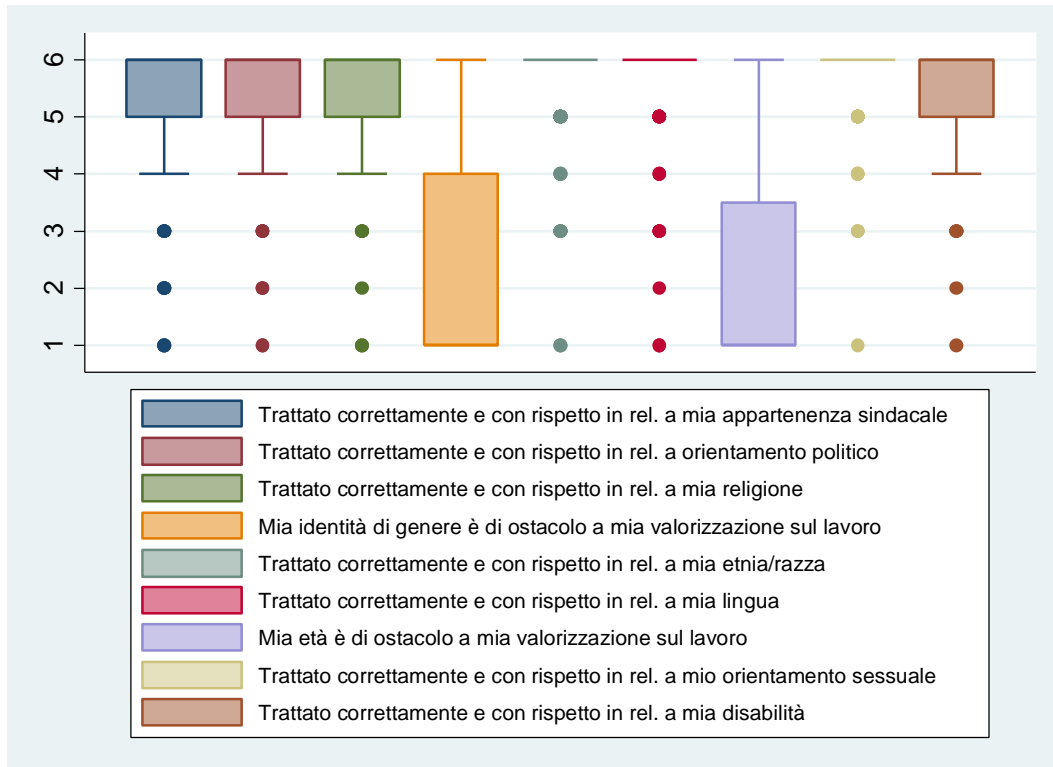 6
5
4
3
2
1
Trattato correttamente e con rispetto in rel. a mia appartenenza sindacale
Trattato correttamente e con rispetto in rel. a orientamento politico
Trattato correttamente e con rispetto in rel. a mia religione
Mia identità di genere è di ostacolo a mia valorizzazione sul lavoro
Trattato correttamente e con rispetto in rel. a mia etnia/razza
Trattato correttamente e con rispetto in rel. a mia lingua
Mia età è di ostacolo a mia valorizzazione sul lavoro
Trattato correttamente e con rispetto in rel. a mio orientamento sessuale
Trattato correttamente e con rispetto in rel. a mia disabilità